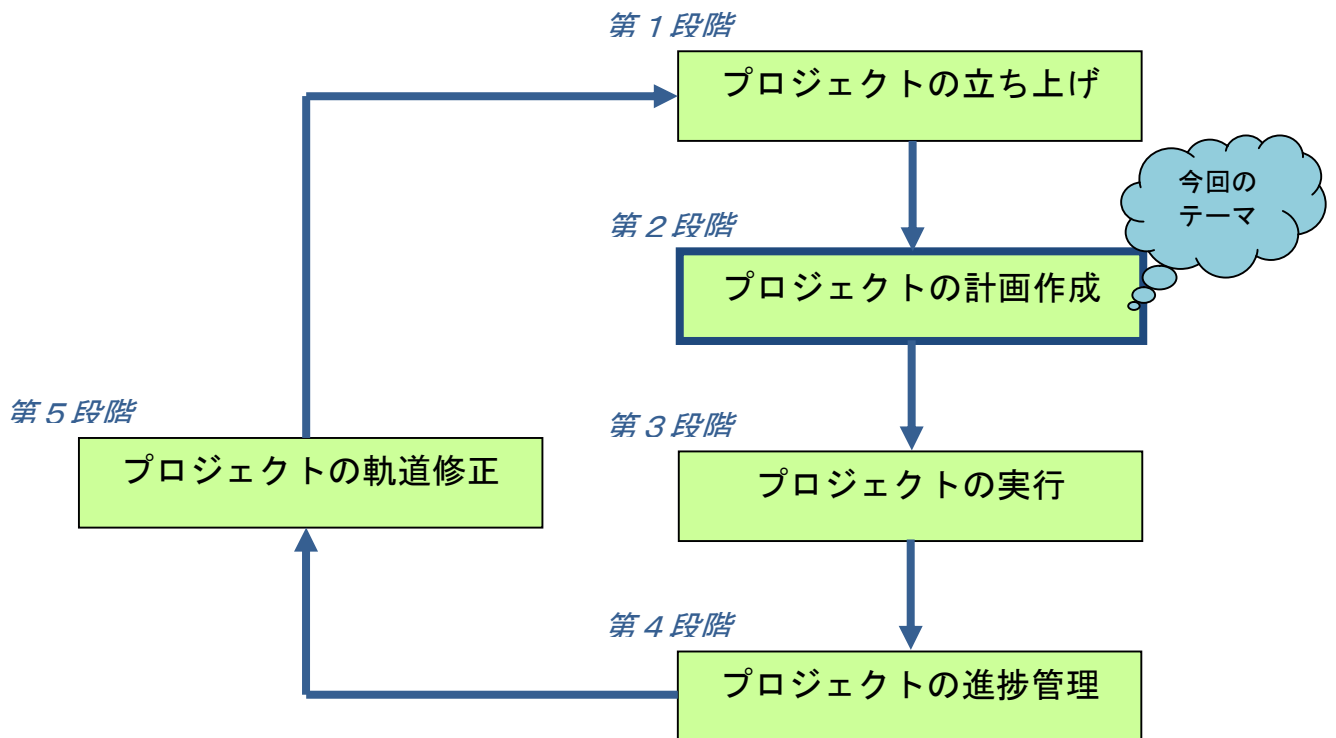 第１段階
プロジェクトの立ち上げ
今回の
テーマ
第２段階
プロジェクトの計画作成
第５段階
プロジェクトの軌道修正
第３段階
プロジェクトの実行
第４段階
プロジェクトの進捗管理